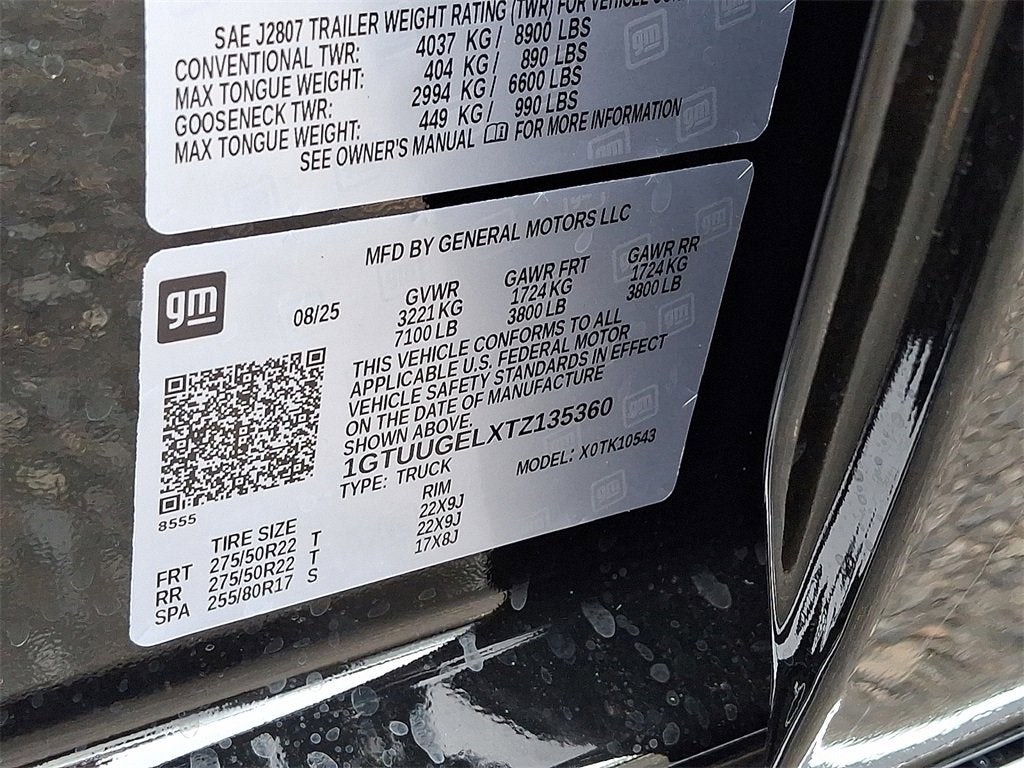 SAE J2807 TRAILER WEIGHT RATING (TWR) FOR VEHICLE
CONVENTIONAL TWR: 4037 KG/ 8900 LBS
MAX TONGUE WEIGHT: 404 KG/ 890 LBS
GOOSENECK TWR: 2994 KG/ 6600 LBS
MAX TONGUE WEIGHT: 449 KG/ 990 LBS
SEE OWNER'S MANUAL FOR MORE INFORMATION
MFD BY GENERAL MOTORS LLC
gm
08/25
GVWR GAWR FRT GAWR RR
3221 KG 1724 KG 1724 KG
7100 LB 3800 LB 3800 LB
THIS VEHICLE CONFORMS TO ALL
APPLICABLE U.S. FEDERAL MOTOR
VEHICLE SAFETY STANDARDS IN EFFECT
ON THE DATE OF MANUFACTURE
SHOWN ABOVE.
1GTUUGELXTZ135360
TYPE: TRUCK MODEL: X0TK10543
8555
TIRE SIZE RIM
FRT 275/50R22 T 22X9J
RR 275/50R22 T 22X9J
SPA 255/80R17 S 17X8J